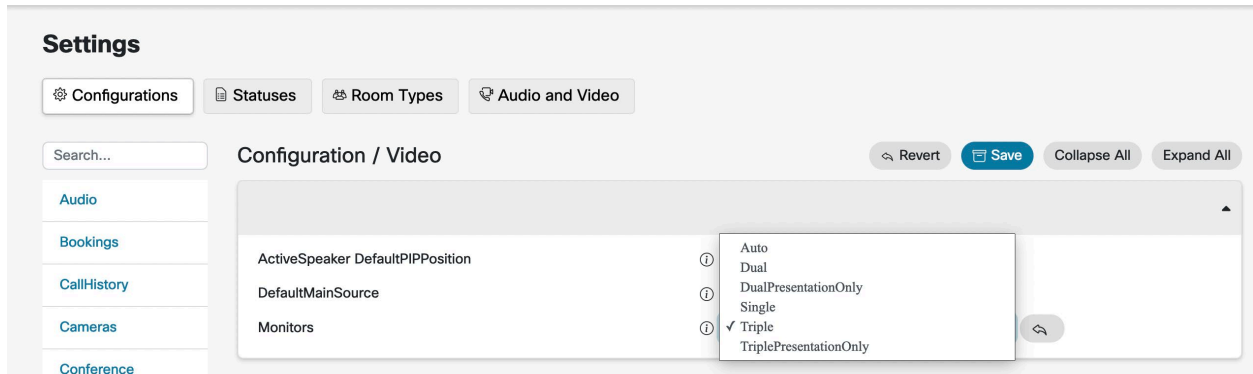 Settings
Configurations
Statuses
Room Types
Audio and Video
Search...
Configuration / Video
Revert
Save
Collapse All
Expand All
Audio
Bookings
CallHistory
Cameras
Conference
ActiveSpeaker DefaultPIPPosition
DefaultMainSource
Monitors
Auto
Dual
DualPresentationOnly
Single
✓ Triple
TriplePresentationOnly